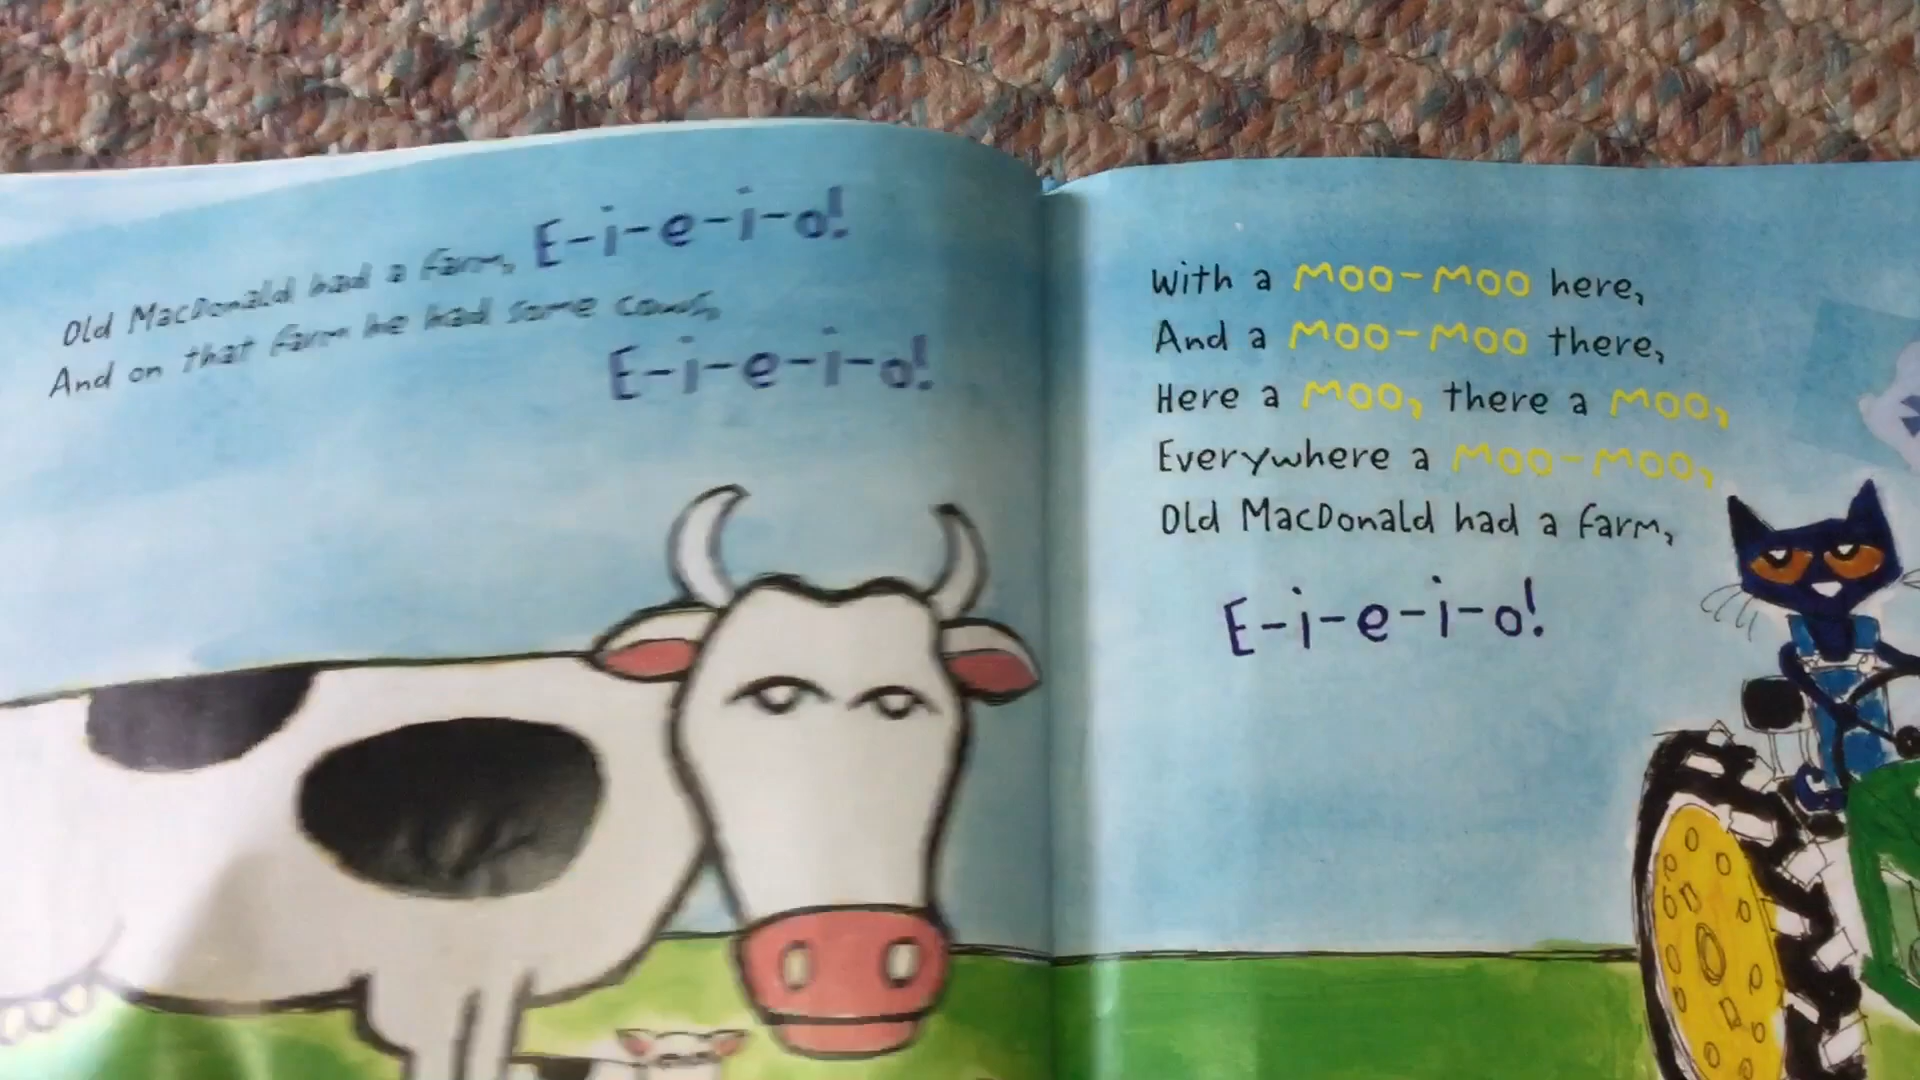 Old MacDonald had a farm, E-i-e-i-o!
And on that farm he had some cows,
E-i-e-i-o!
With a MOO-MOO here,
And a MOO-MOO there,
Here a MOO, there a MOO,
Everywhere a MOO-MOO,
Old MacDonald had a farm,
E-i-e-i-o!